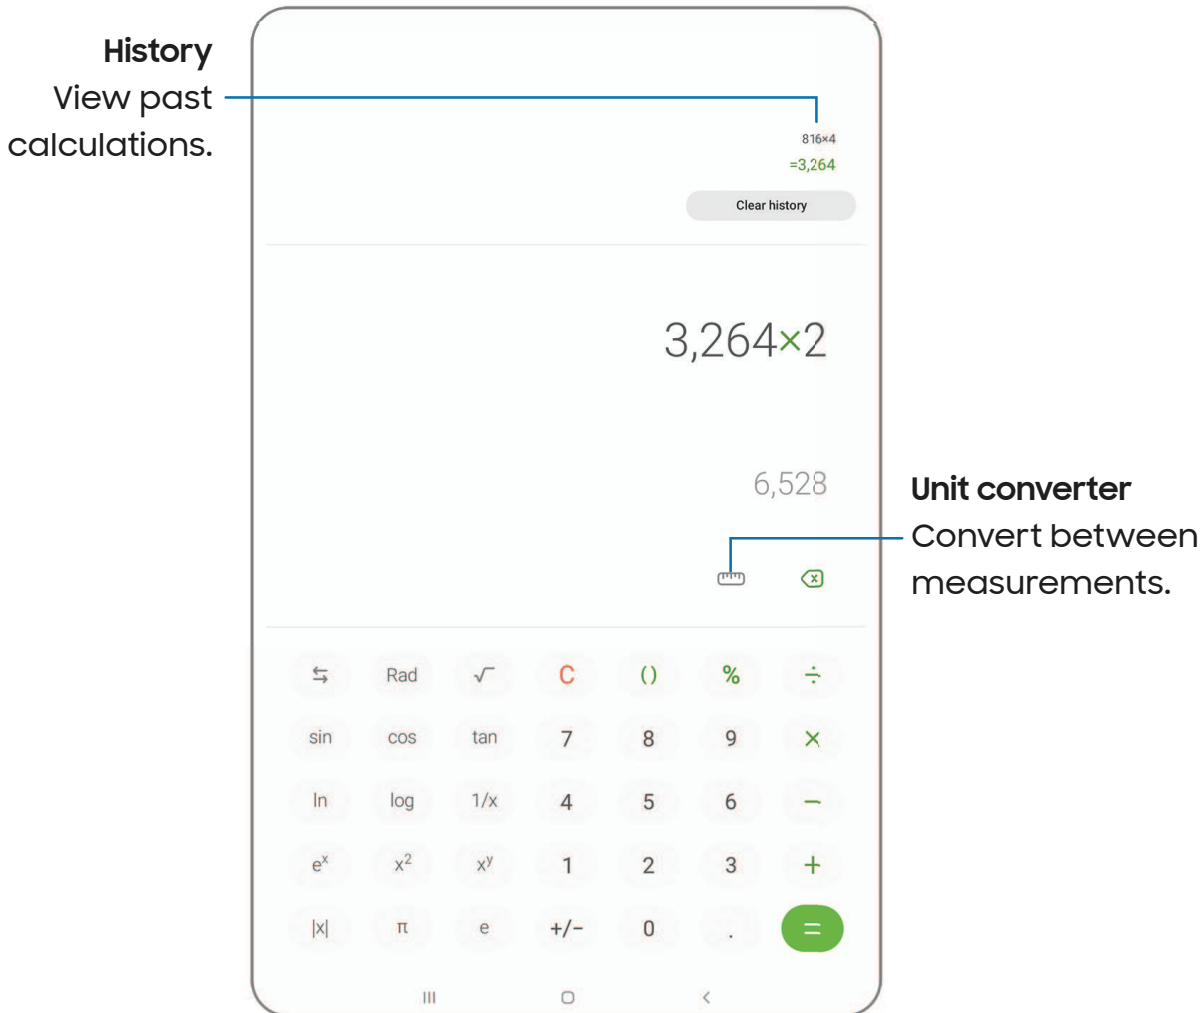 History
View past
calculations.
816×4
=3,264
Clear history
3,264×2
6,528
Unit converter
Convert between
measurements.
⇆ Rad √ C () % ÷
sin cos tan 7 8 9 ×
ln log 1/x 4 5 6 −
eˣ x² xʸ 1 2 3 +
|x| π e +/− 0 . =